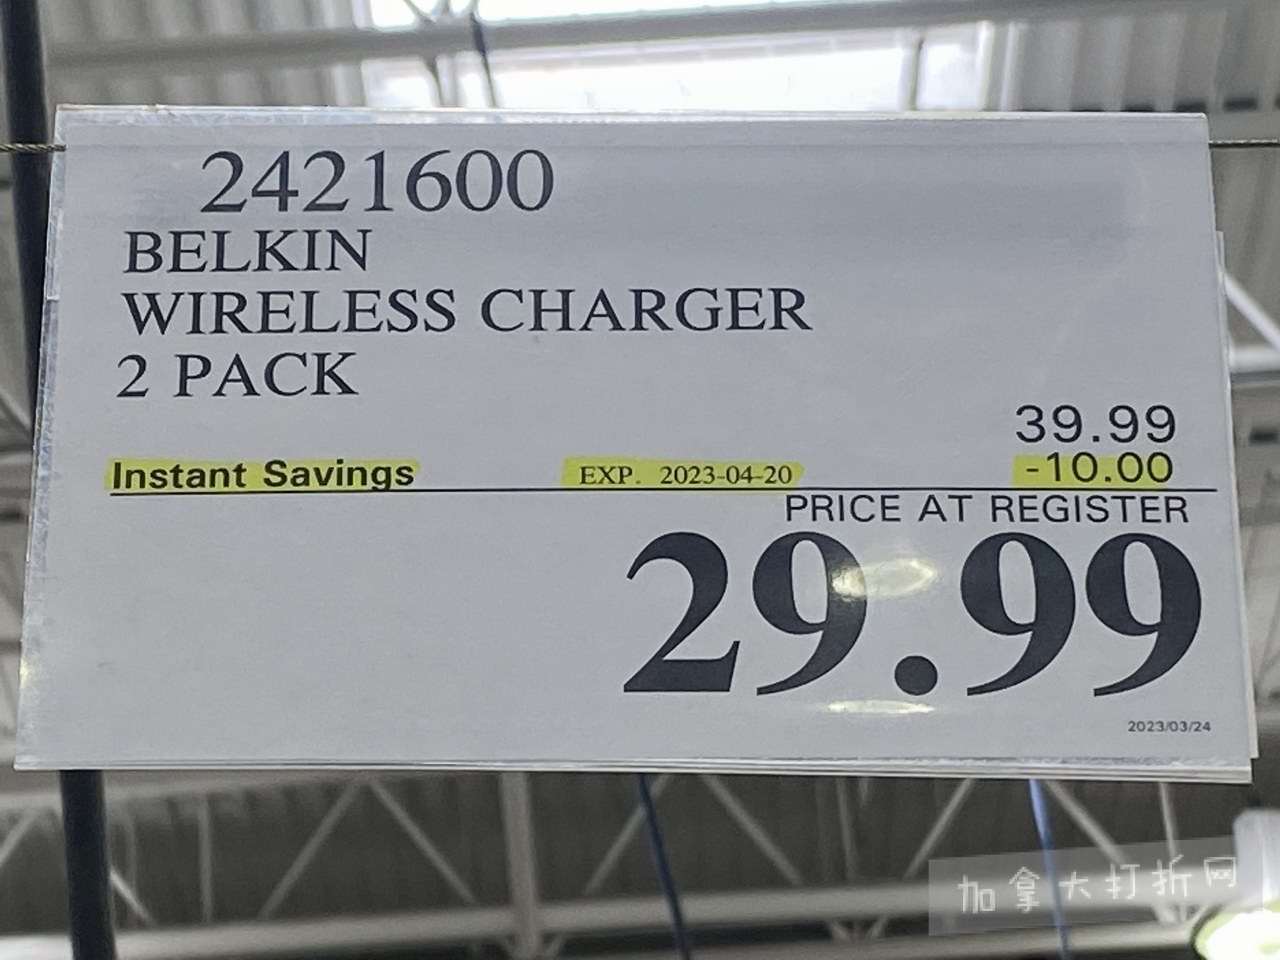 2421600
BELKIN
WIRELESS CHARGER
2 PACK
39.99
Instant Savings EXP. 2023-04-20 -10.00
PRICE AT REGISTER
29.99
2023/03/24
加拿大打折网